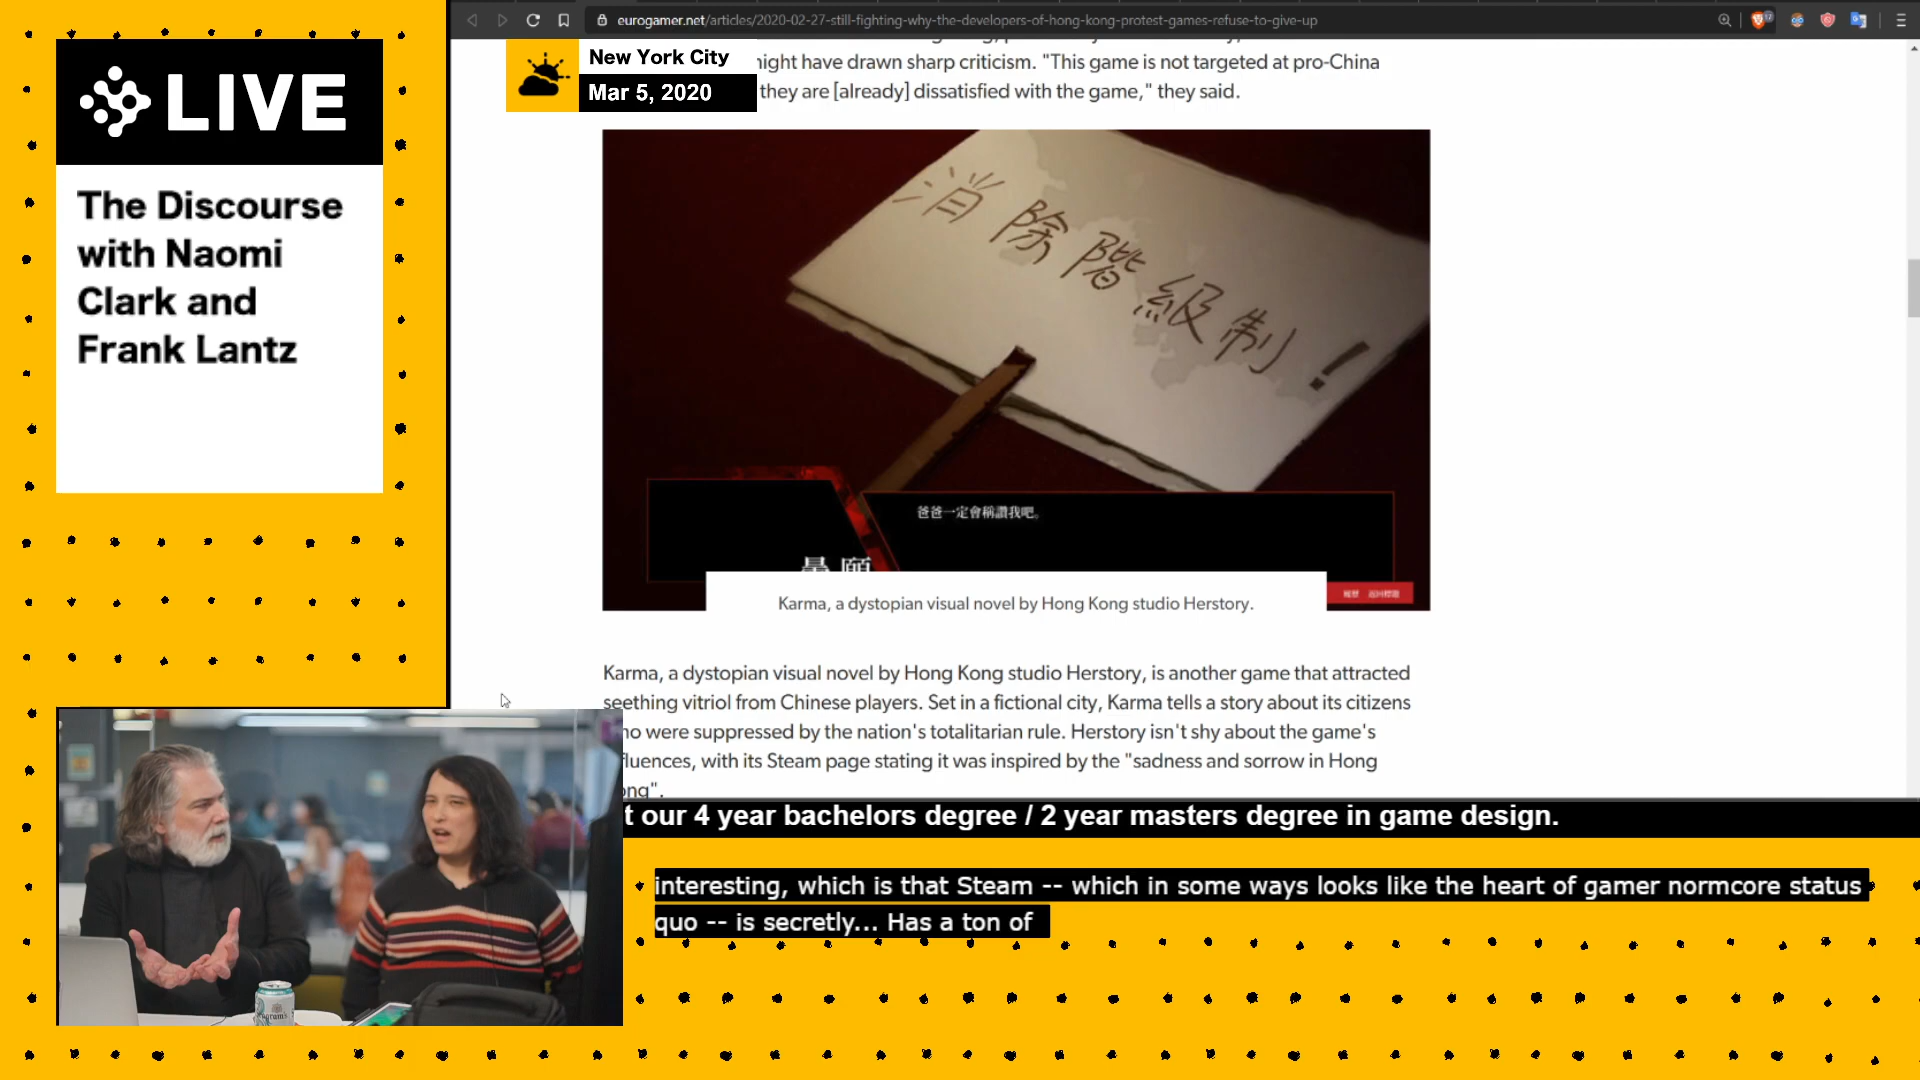 LIVE
The Discourse
with Naomi
Clark and
Frank Lantz
eurogamer.net/articles/2020-02-27-still-fighting-why-the-developers-of-hong-kong-protest-games-refuse-to-give-up
New York City
Mar 5, 2020
ight have drawn sharp criticism. "This game is not targeted at pro-China
they are [already] dissatisfied with the game," they said.
消除階級制！
爸爸一定會稱讚我吧。
Karma, a dystopian visual novel by Hong Kong studio Herstory.
Karma, a dystopian visual novel by Hong Kong studio Herstory, is another game that attracted
seething vitriol from Chinese players. Set in a fictional city, Karma tells a story about its citizens
ho were suppressed by the nation's totalitarian rule. Herstory isn't shy about the game's
fluences, with its Steam page stating it was inspired by the "sadness and sorrow in Hong
ong".
t our 4 year bachelors degree / 2 year masters degree in game design.
interesting, which is that Steam -- which in some ways looks like the heart of gamer normcore status
quo -- is secretly... Has a ton of